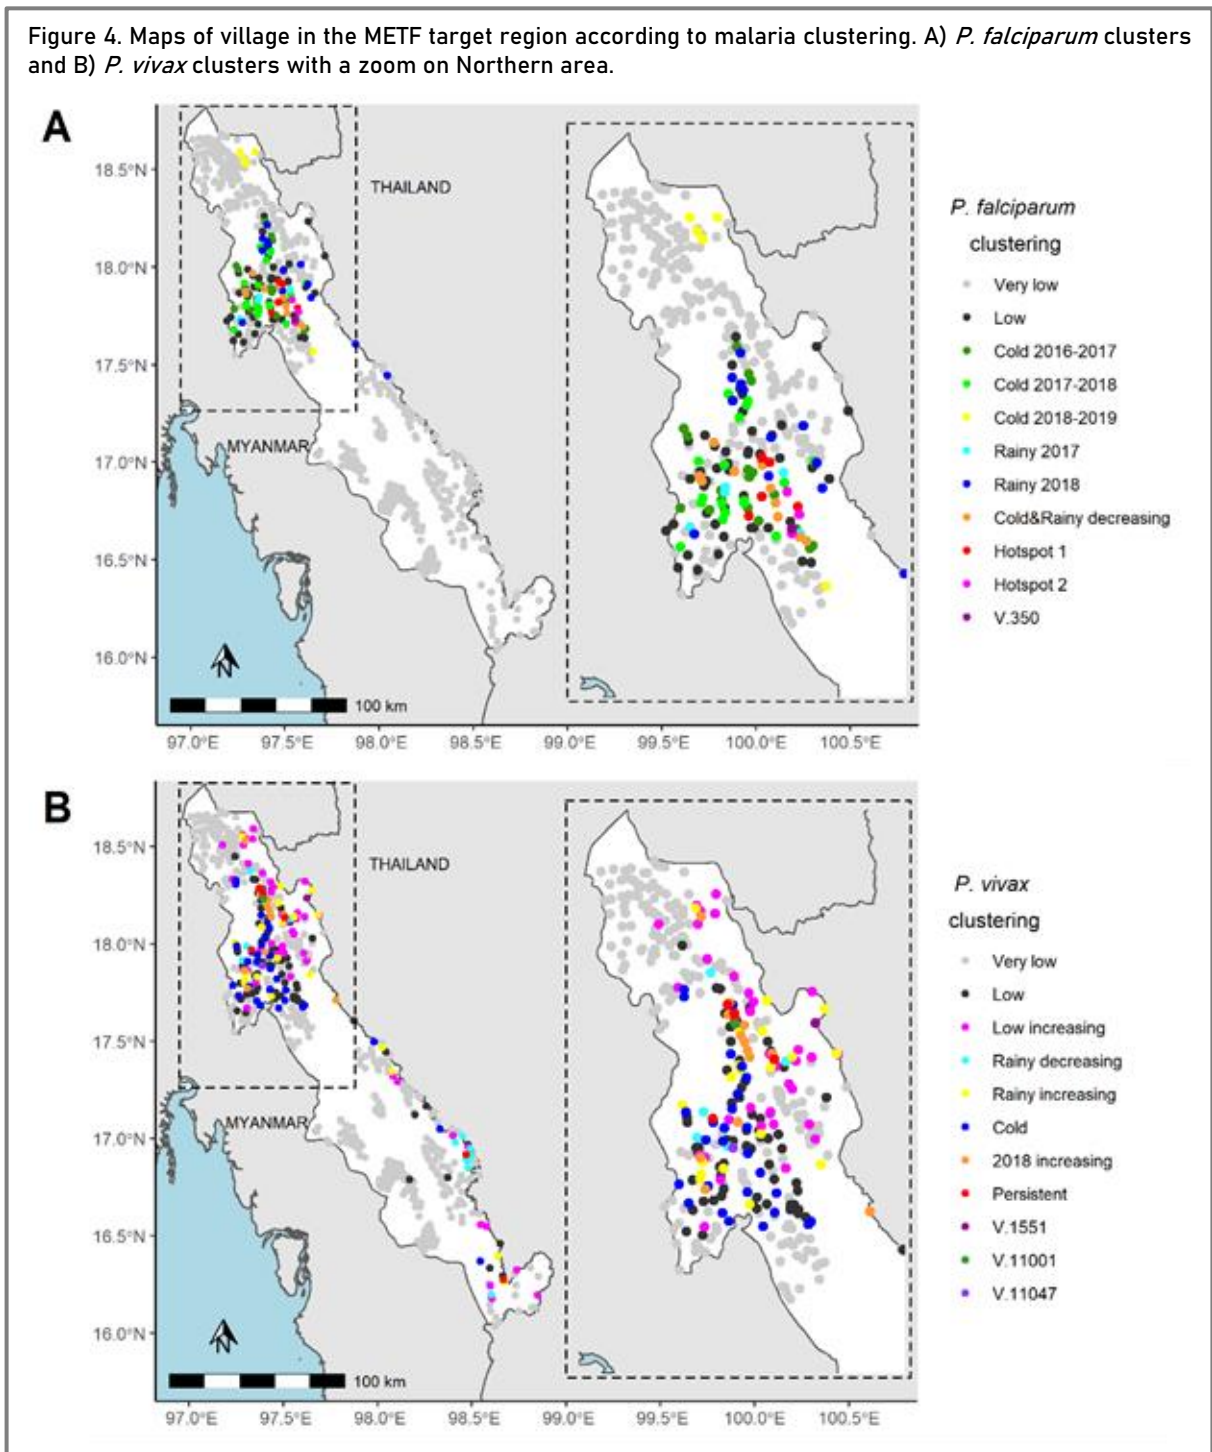 Figure 4. Maps of village in the METF target region according to malaria clustering. A) P. falciparum clusters
and B) P. vivax clusters with a zoom on Northern area.
A
18.5°N
18.0°N
17.5°N
17.0°N
16.5°N
16.0°N
THAILAND
MYANMAR
N
100 km
97.0°E 97.5°E 98.0°E 98.5°E 99.0°E 99.5°E 100.0°E 100.5°E
P. falciparum
clustering
Very low
Low
Cold 2016-2017
Cold 2017-2018
Cold 2018-2019
Rainy 2017
Rainy 2018
Cold&Rainy decreasing
Hotspot 1
Hotspot 2
V.350
B
18.5°N
18.0°N
17.5°N
17.0°N
16.5°N
16.0°N
THAILAND
MYANMAR
N
100 km
97.0°E 97.5°E 98.0°E 98.5°E 99.0°E 99.5°E 100.0°E 100.5°E
P. vivax
clustering
Very low
Low
Low increasing
Rainy decreasing
Rainy increasing
Cold
2018 increasing
Persistent
V.1551
V.11001
V.11047